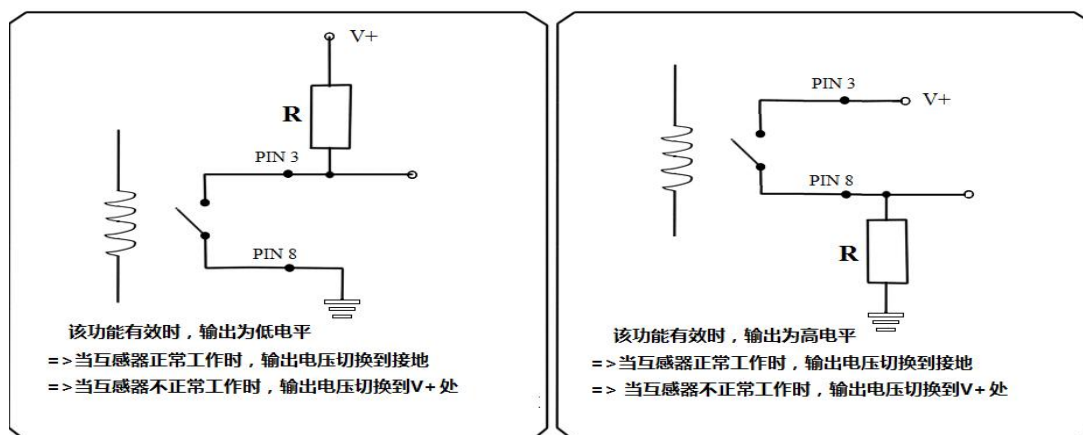 V+
R
PIN 3
PIN 8
该功能有效时，输出为低电平
=>当互感器正常工作时，输出电压切换到接地
=>当互感器不正常工作时，输出电压切换到V+处
PIN 3
V+
PIN 8
R
该功能有效时，输出为高电平
=>当互感器正常工作时，输出电压切换到接地
=> 当互感器不正常工作时，输出电压切换到V+处